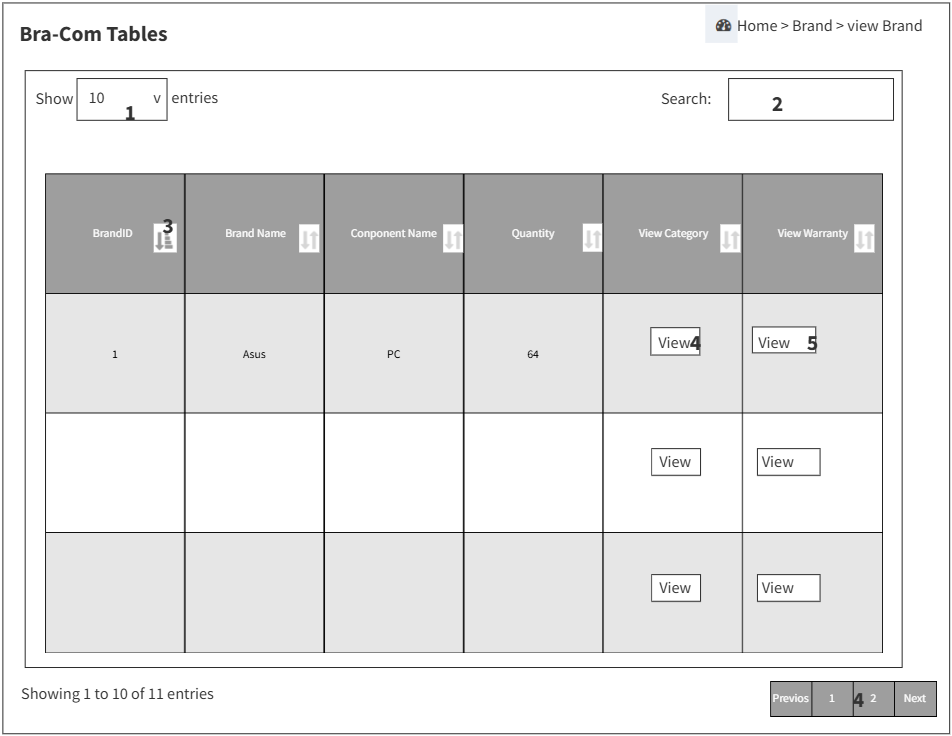 Bra-Com Tables
Home > Brand > view Brand
Show 10 v entries
1
Search:
2
3
BrandID Brand Name Conponent Name Quantity View Category View Warranty
1 Asus PC 64 View 4 View 5
View View
View View
Showing 1 to 10 of 11 entries
Previos 1 4 2 Next